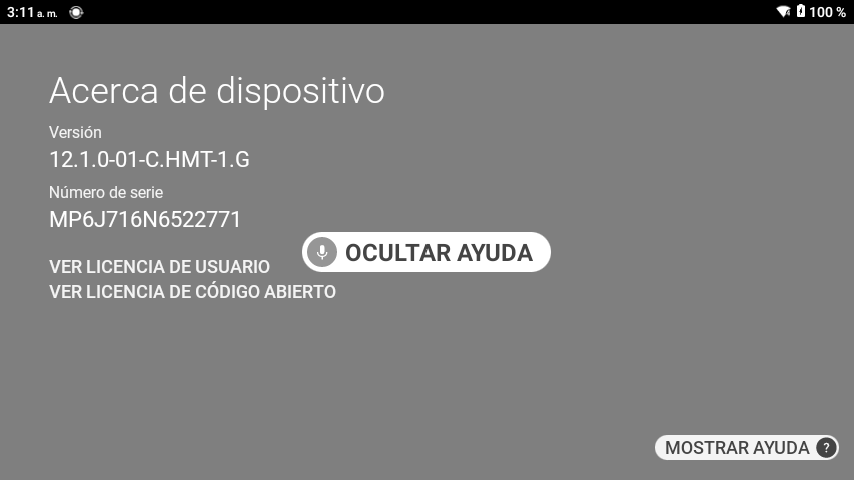 3:11 a. m.
100 %
Acerca de dispositivo
Versión
12.1.0-01-C.HMT-1.G
Número de serie
MP6J716N6522771
OCULTAR AYUDA
VER LICENCIA DE USUARIO
VER LICENCIA DE CÓDIGO ABIERTO
MOSTRAR AYUDA ?